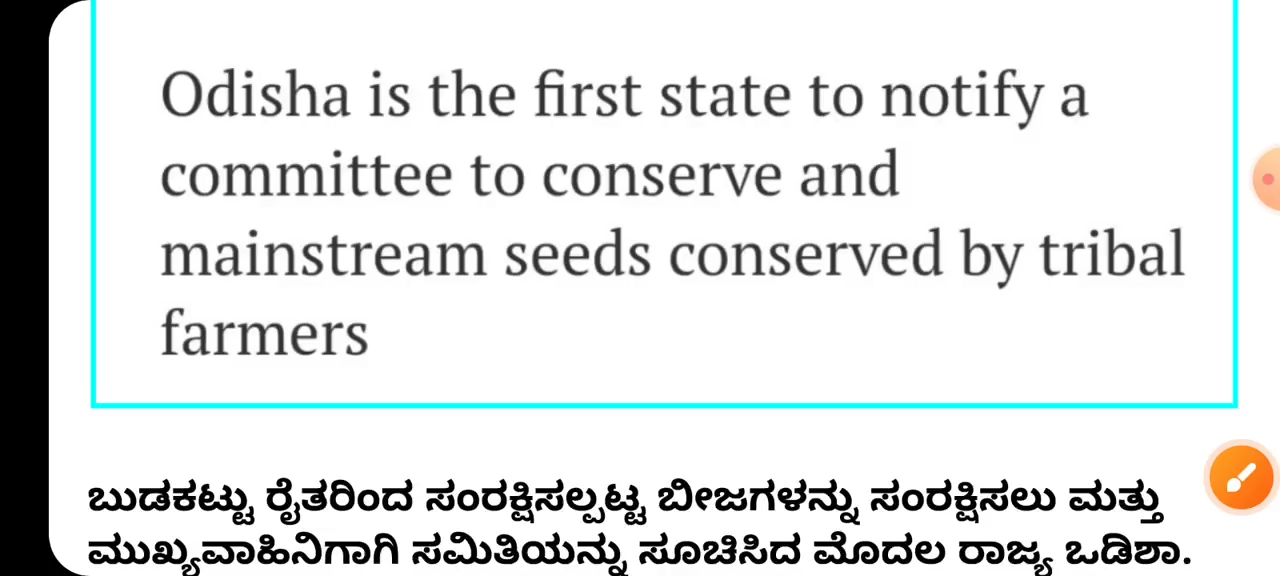 Odisha is the first state to notify a
committee to conserve and
mainstream seeds conserved by tribal
farmers
ಬುಡಕಟ್ಟು ರೈತರಿಂದ ಸಂರಕ್ಷಿಸಲ್ಪಟ್ಟ ಬೀಜಗಳನ್ನು ಸಂರಕ್ಷಿಸಲು ಮತ್ತು
ಮುಖ್ಯವಾಹಿನಿಗಾಗಿ ಸಮಿತಿಯನ್ನು ಸೂಚಿಸಿದ ಮೊದಲ ರಾಜ್ಯ ಒಡಿಶಾ.